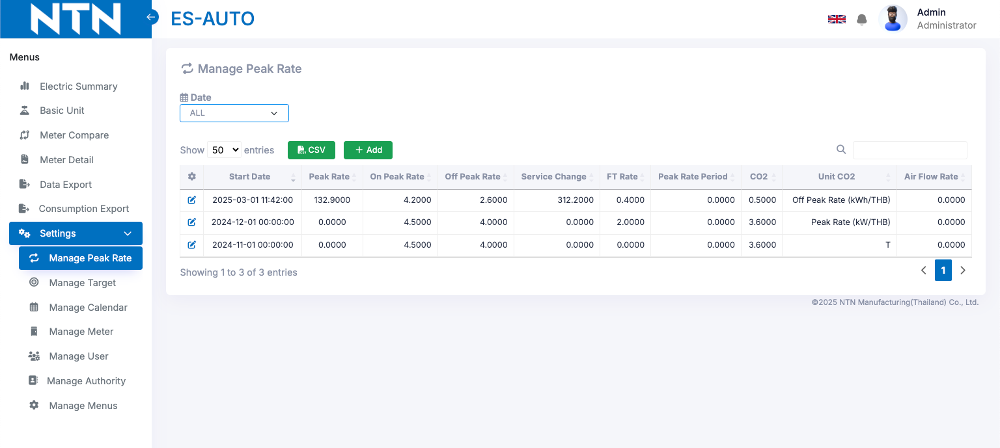 NTN
ES-AUTO
Admin
Administrator
Menus
Electric Summary
Basic Unit
Meter Compare
Meter Detail
Data Export
Consumption Export
Settings
Manage Peak Rate
Manage Target
Manage Calendar
Manage Meter
Manage User
Manage Authority
Manage Menus
Manage Peak Rate
Date
ALL
Show 50 entries CSV + Add
Start Date Peak Rate On Peak Rate Off Peak Rate Service Change FT Rate Peak Rate Period CO2 Unit CO2 Air Flow Rate
2025-03-01 11:42:00 132.9000 4.2000 2.6000 312.2000 0.4000 0.0000 0.5000 Off Peak Rate (kWh/THB) 0.0000
2024-12-01 00:00:00 0.0000 4.5000 4.0000 0.0000 2.0000 0.0000 3.6000 Peak Rate (kW/THB) 0.0000
2024-11-01 00:00:00 0.0000 4.5000 4.0000 0.0000 0.0000 0.0000 3.6000 T 0.0000
Showing 1 to 3 of 3 entries
1
©2025 NTN Manufacturing(Thailand) Co., Ltd.